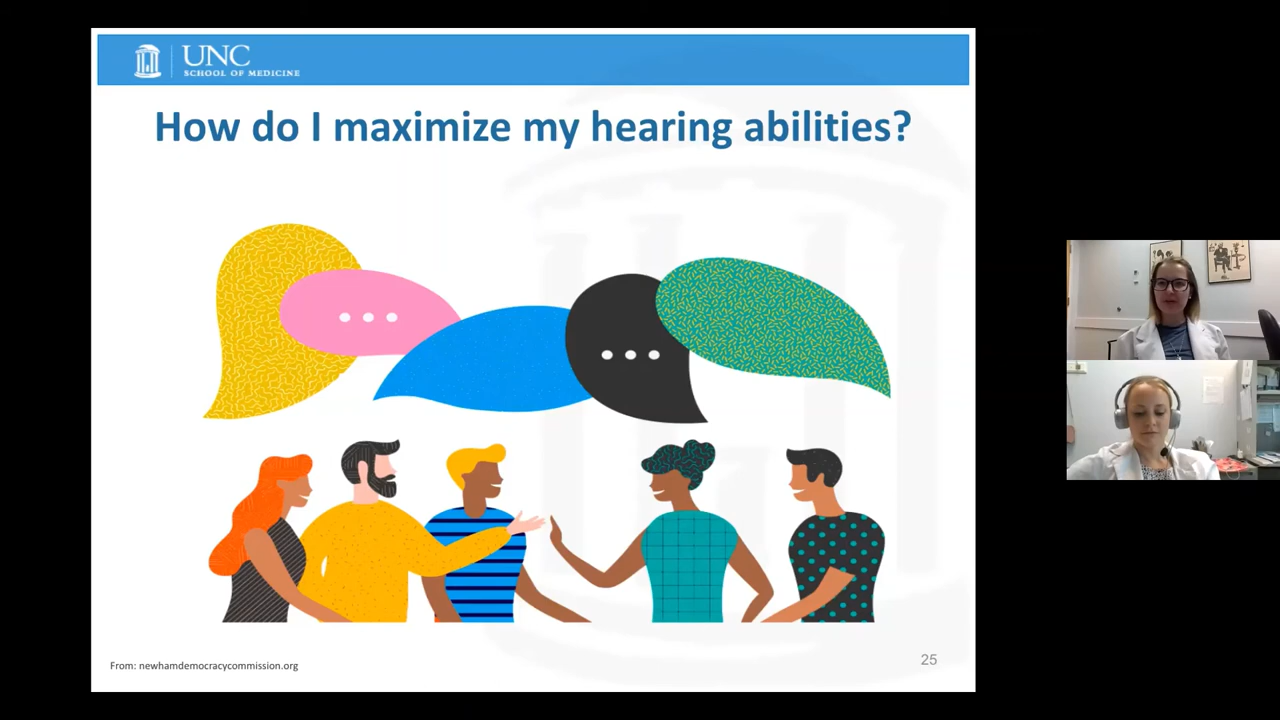 UNC
SCHOOL OF MEDICINE
How do I maximize my hearing abilities?
From: newhamdemocracycommission.org
25